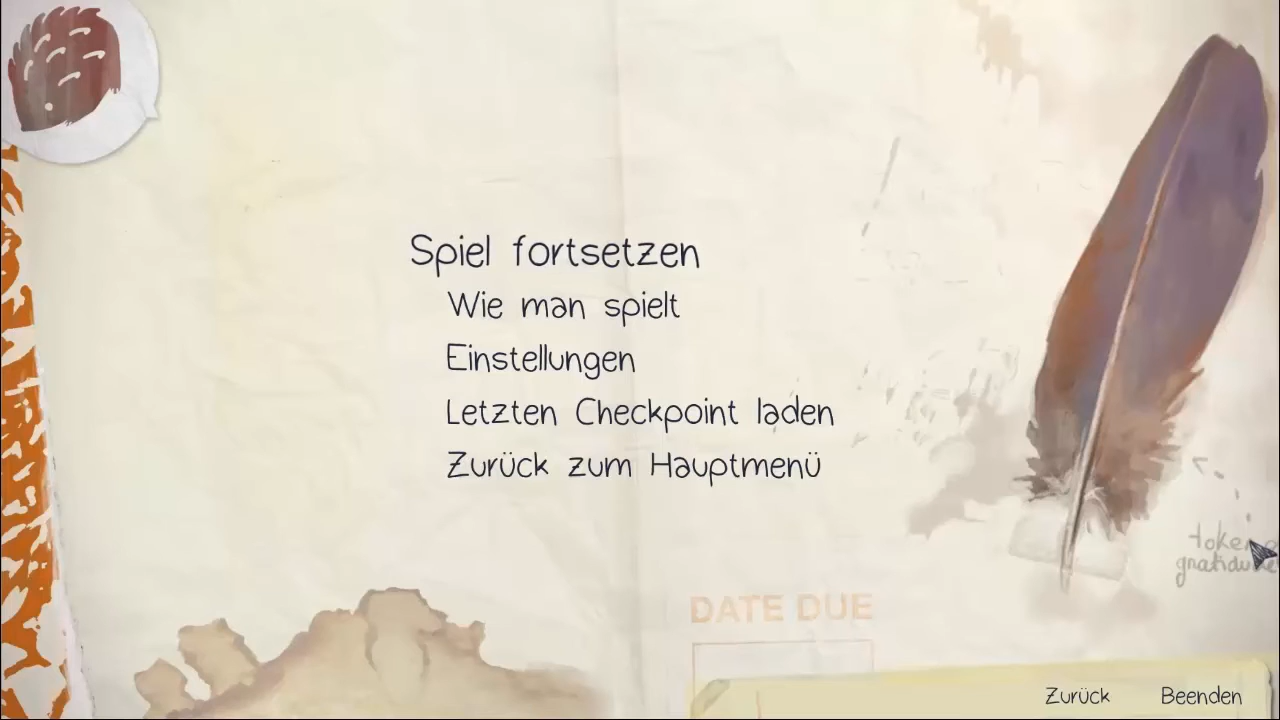 Spiel fortsetzen
Wie man spielt
Einstellungen
Letzten Checkpoint laden
Zurück zum Hauptmenü
DATE DUE
Zurück Beenden